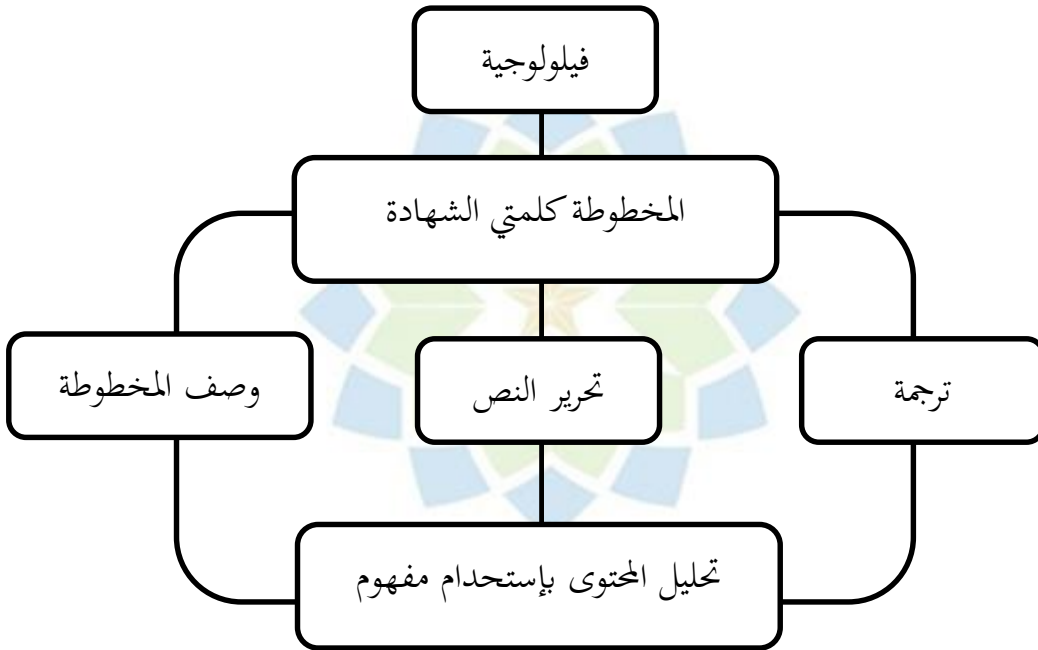 فيلولوجية
المخطوطة كلمتي الشهادة
وصف المخطوطة
تحرير النص
ترجمة
تحليل المحتوى بإستحدام مفهوم